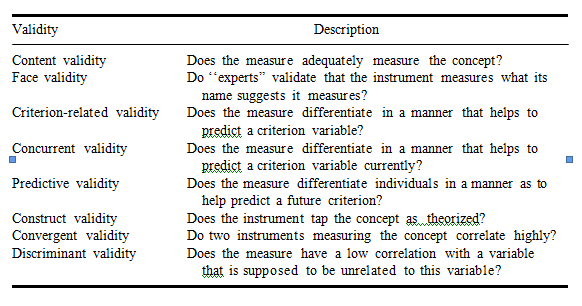 Validity Description
Content validity Does the measure adequately measure the concept?
Face validity Do ‘‘experts” validate that the instrument measures what its
name suggests it measures?
Criterion-related validity Does the measure differentiate in a manner that helps to
predict a criterion variable?
Concurrent validity Does the measure differentiate in a manner that helps to
predict a criterion variable currently?
Predictive validity Does the measure differentiate individuals in a manner as to
help predict a future criterion?
Construct validity Does the instrument tap the concept as theorized?
Convergent validity Do two instruments measuring the concept correlate highly?
Discriminant validity Does the measure have a low correlation with a variable
that is supposed to be unrelated to this variable?